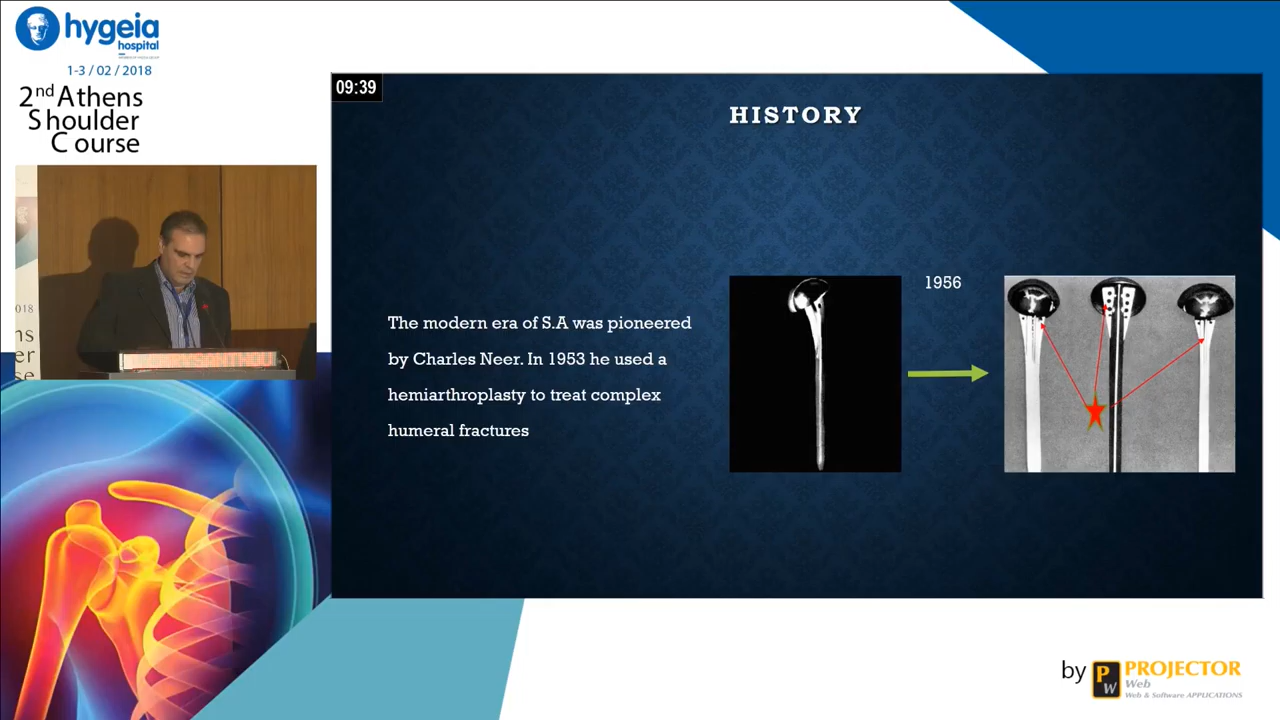 hygeia
hospital
1-3 / 02 / 2018
2nd Athens
Shoulder
Course
09:39
HISTORY
The modern era of S.A was pioneered
by Charles Neer. In 1953 he used a
hemiarthroplasty to treat complex
humeral fractures
1956
by PW PROJECTOR
Web
Web & Software APPLICATIONS